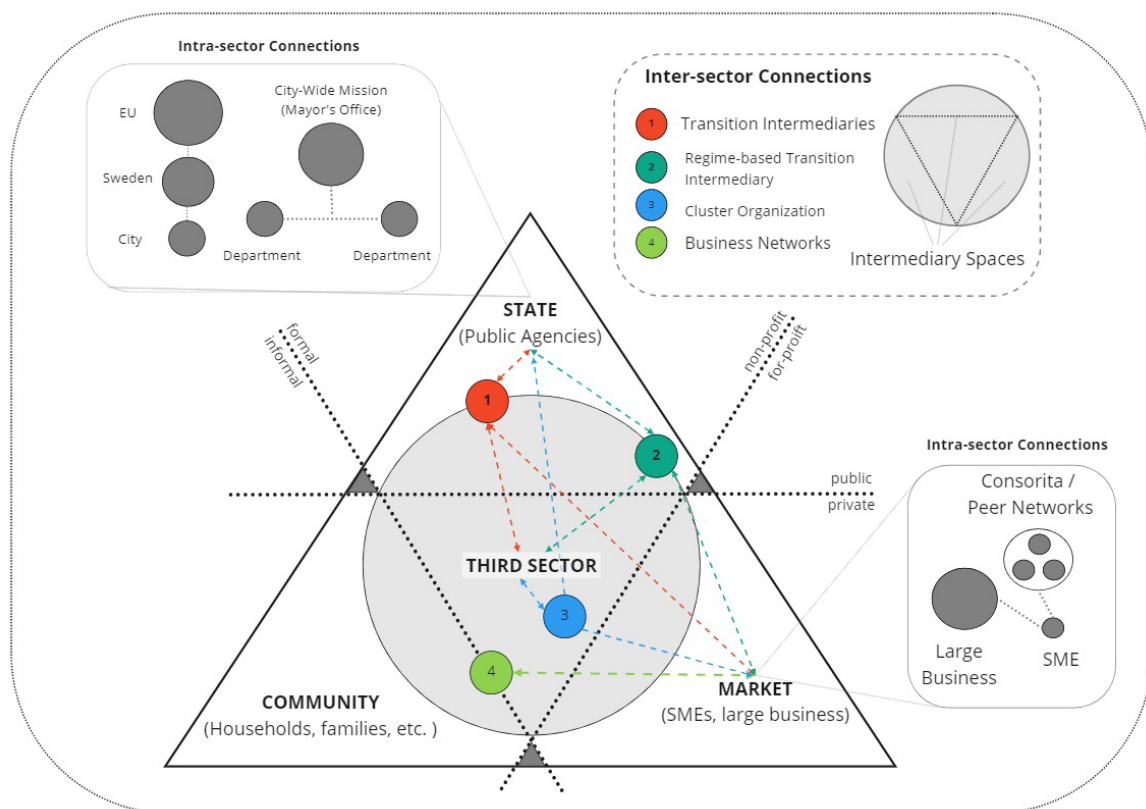 Intra-sector Connections
EU
Sweden
City
City-Wide Mission
(Mayor's Office)
Department
Department
Inter-sector Connections
1
Transition Intermediaries
2
Regime-based Transition
Intermediary
3
Cluster Organization
4
Business Networks
Intermediary Spaces
STATE
(Public Agencies)
formal
informal
non-profit
for-proift
1
2
public
private
THIRD SECTOR
3
4
COMMUNITY
(Households, families, etc. )
MARKET
(SMEs, large business)
Intra-sector Connections
Consorita /
Peer Networks
Large
Business
SME